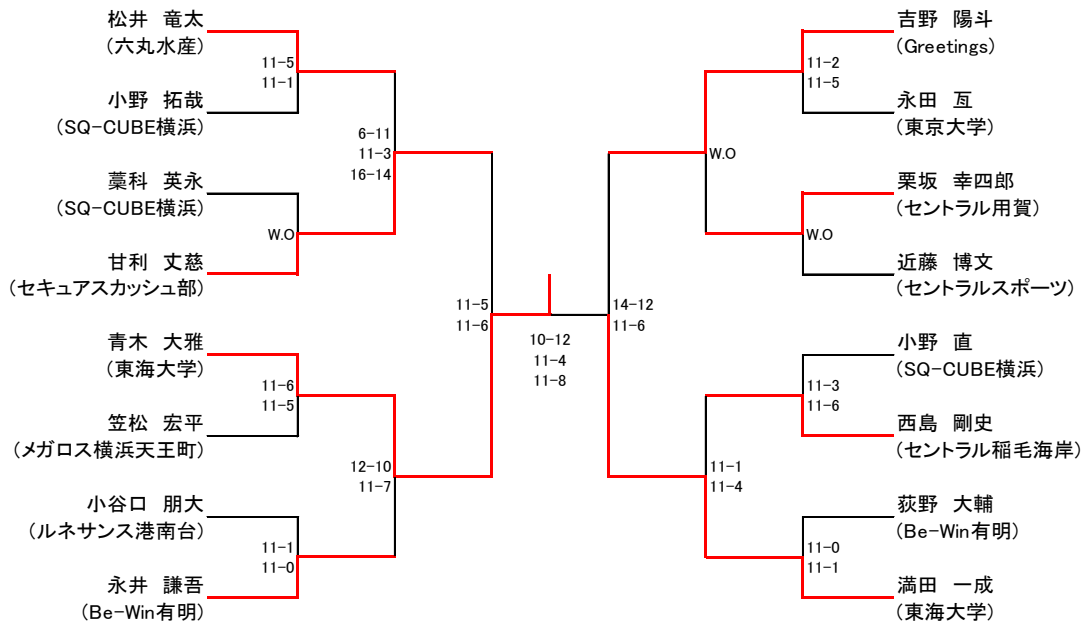 松井　竜太
(六丸水産)
11-5
11-1
小野　拓哉
(SQ-CUBE横浜)
6-11
11-3
16-14
藁科　英永
(SQ-CUBE横浜)
W.O
甘利　丈慈
(セキュアスカッシュ部)
11-5
11-6
青木　大雅
(東海大学)
11-6
11-5
笠松　宏平
(メガロス横浜天王町)
12-10
11-7
小谷口　朋大
(ルネサンス港南台)
11-1
11-0
永井　謙吾
(Be-Win有明)
10-12
11-4
11-8
吉野　陽斗
(Greetings)
11-2
11-5
永田　亙
(東京大学)
W.O
栗坂　幸四郎
(セントラル用賀)
W.O
近藤　博文
(セントラルスポーツ)
14-12
11-6
小野　直
(SQ-CUBE横浜)
11-3
11-6
西島　剛史
(セントラル稲毛海岸)
11-1
11-4
荻野　大輔
(Be-Win有明)
11-0
11-1
満田　一成
(東海大学)